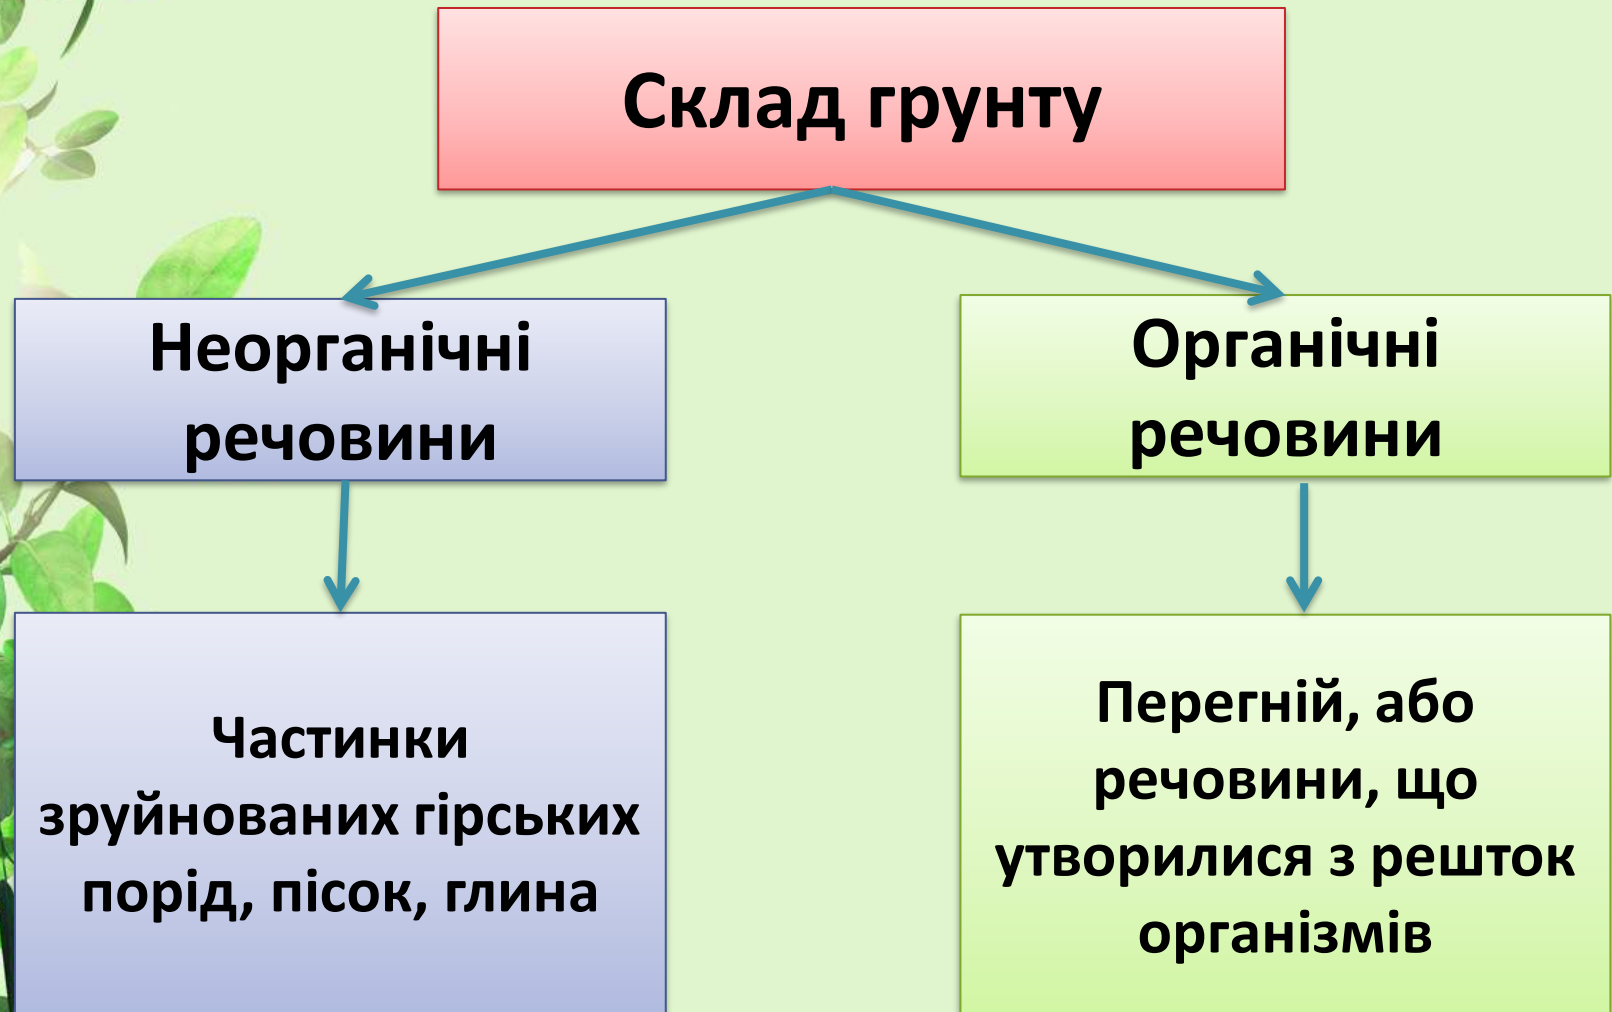 Склад грунту
Неорганічні
речовини
Органічні
речовини
Частинки
зруйнованих гірських
порід, пісок, глина
Перегній, або
речовини, що
утворилися з решток
організмів